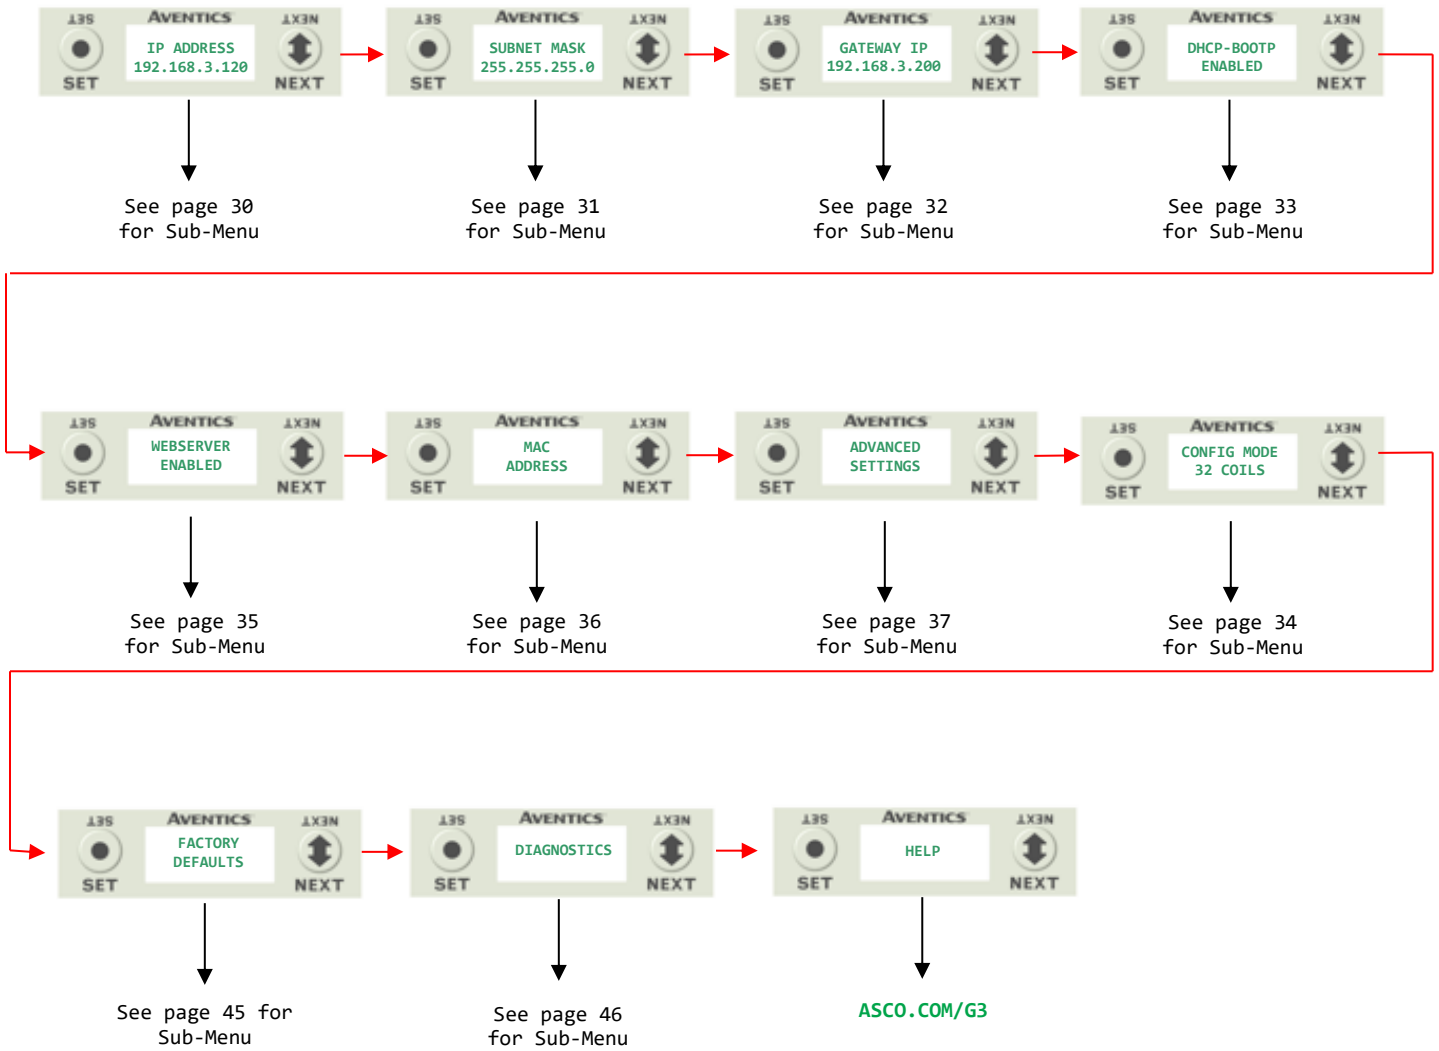 SET AVENTICS NEXT
IP ADDRESS
192.168.3.120
SET NEXT
See page 30
for Sub-Menu
SET AVENTICS NEXT
SUBNET MASK
255.255.255.0
SET NEXT
See page 31
for Sub-Menu
SET AVENTICS NEXT
GATEWAY IP
192.168.3.200
SET NEXT
See page 32
for Sub-Menu
SET AVENTICS NEXT
DHCP-BOOTP
ENABLED
SET NEXT
See page 33
for Sub-Menu
SET AVENTICS NEXT
WEBSERVER
ENABLED
SET NEXT
See page 35
for Sub-Menu
SET AVENTICS NEXT
MAC
ADDRESS
SET NEXT
See page 36
for Sub-Menu
SET AVENTICS NEXT
ADVANCED
SETTINGS
SET NEXT
See page 37
for Sub-Menu
SET AVENTICS NEXT
CONFIG MODE
32 COILS
SET NEXT
See page 34
for Sub-Menu
SET AVENTICS NEXT
FACTORY
DEFAULTS
SET NEXT
See page 45 for
Sub-Menu
SET AVENTICS NEXT
DIAGNOSTICS
SET NEXT
See page 46
for Sub-Menu
SET AVENTICS NEXT
HELP
SET NEXT
ASCO.COM/G3